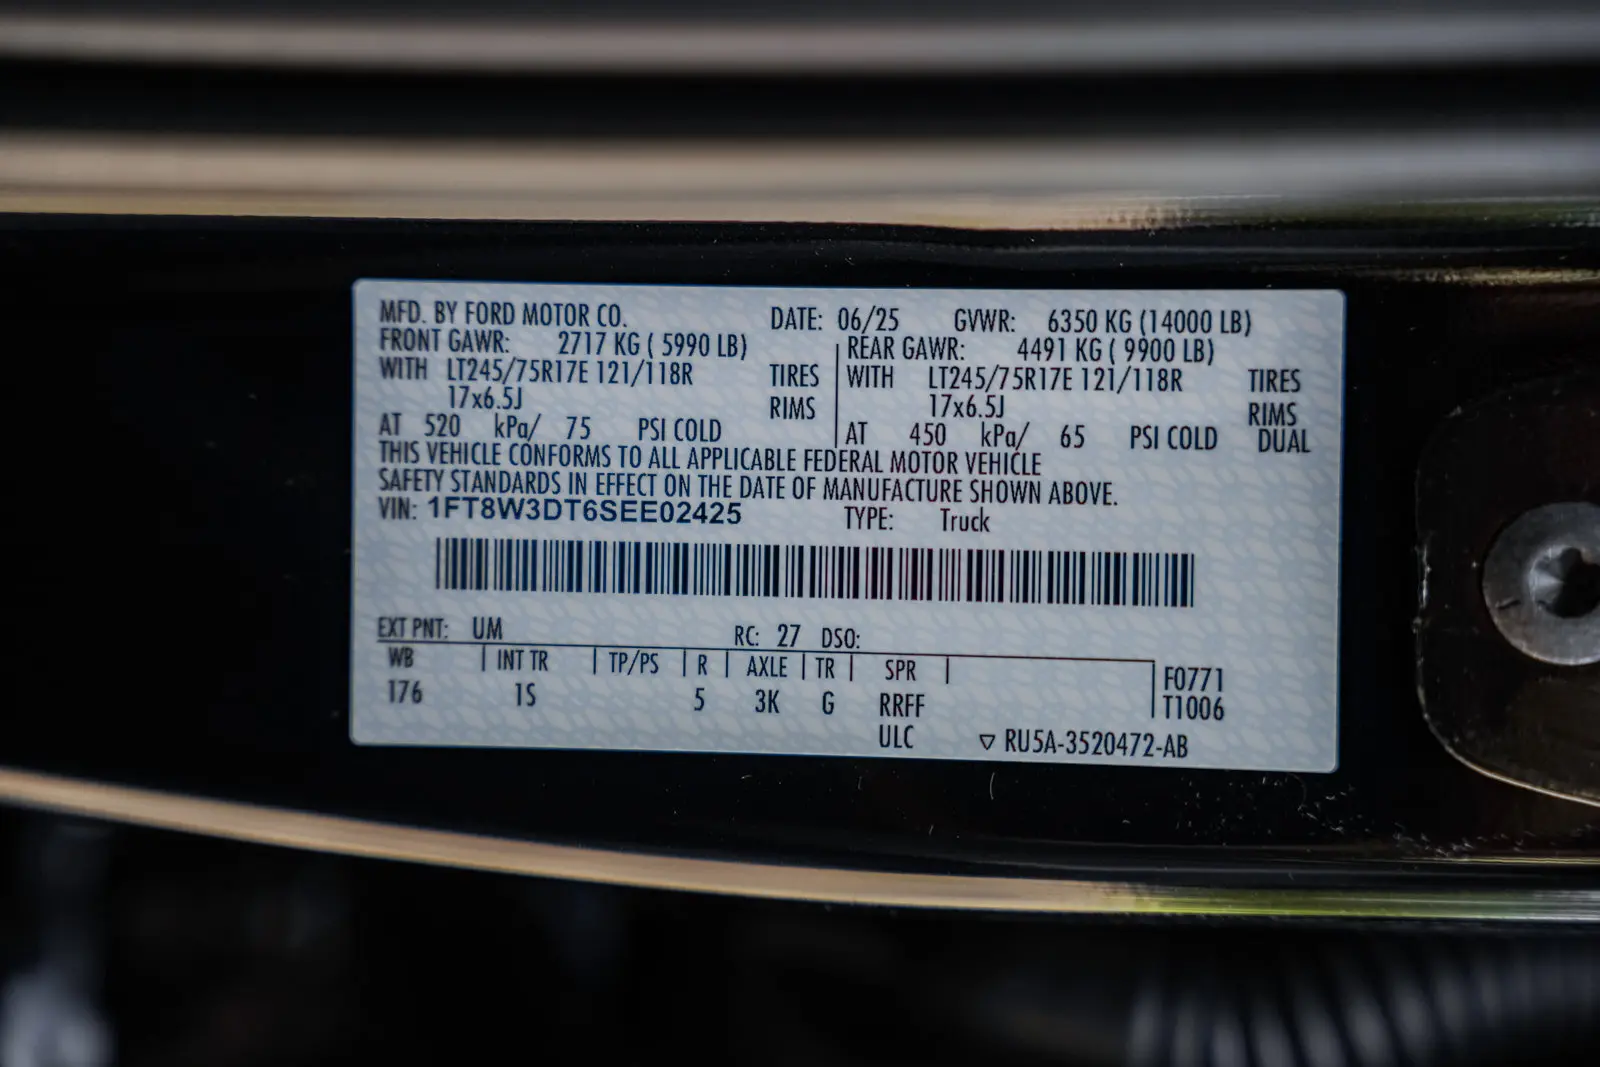 MFD. BY FORD MOTOR CO. DATE: 06/25 GVWR: 6350 KG (14000 LB)
FRONT GAWR: 2717 KG ( 5990 LB) REAR GAWR: 4491 KG ( 9900 LB)
WITH LT245/75R17E 121/118R TIRES WITH LT245/75R17E 121/118R TIRES
17x6.5J RIMS 17x6.5J RIMS
AT 520 kPa/ 75 PSI COLD AT 450 kPa/ 65 PSI COLD DUAL
THIS VEHICLE CONFORMS TO ALL APPLICABLE FEDERAL MOTOR VEHICLE
SAFETY STANDARDS IN EFFECT ON THE DATE OF MANUFACTURE SHOWN ABOVE.
VIN: 1FT8W3DT6SEE02425 TYPE: Truck
EXT PNT: UM RC: 27 DSO:
WB INT TR TP/PS R AXLE TR SPR F0771
176 1S 5 3K G RRFF T1006
ULC ▽ RU5A-3520472-AB